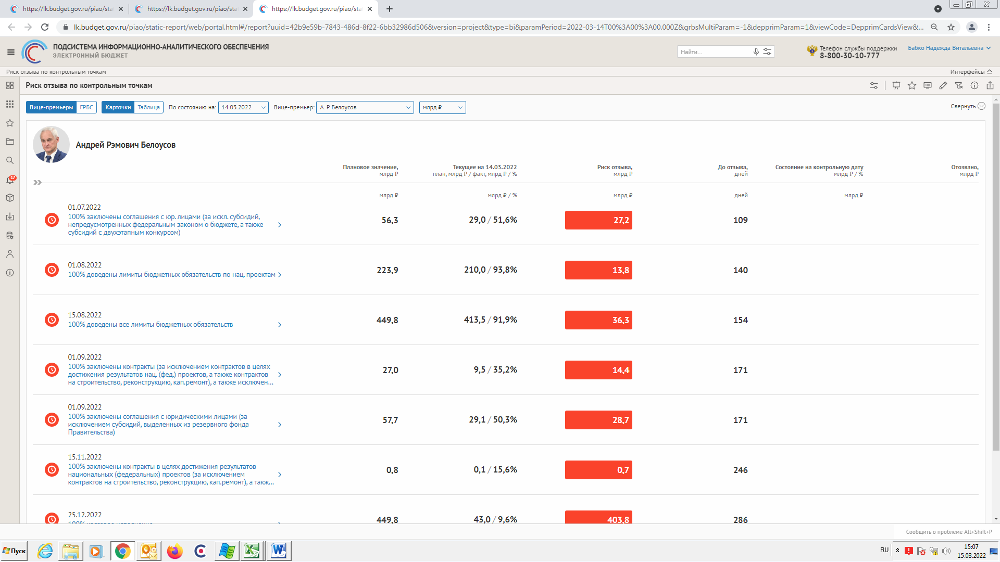 https://lk.budget.gov.ru/piao/sta
https://lk.budget.gov.ru/piao/sta
https://lk.budget.gov.ru/piao/sta
lk.budget.gov.ru/piao/static-report/web/portal.html#/report?uuid=42b9e59b-7843-486d-8f22-6bb32986d506&version=project&type=bi&paramPeriod=2022-03-14T00%3A00%3A00.000Z&grbsMultiParam=-1&depprimParam=1&viewCode=DepprimCardsView&...
ПОДСИСТЕМА ИНФОРМАЦИОННО-АНАЛИТИЧЕСКОГО ОБЕСПЕЧЕНИЯ
ЭЛЕКТРОННЫЙ БЮДЖЕТ
Найти...
Телефон службы поддержки
8-800-30-10-777
Бабко Надежда Витальевна
Риск отзыва по контрольным точкам
Интерфейсы
Риск отзыва по контрольным точкам
17
Вице-премьеры ГРБС Карточки Таблица По состоянию на: 14.03.2022 Вице-премьер: А. Р. Белоусов млрд ₽
Свернуть
Андрей Рэмович Белоусов
Плановое значение, Текущее на 14.03.2022 Риск отзыва, До отзыва, Состояние на контрольную дату Отозвано,
млрд ₽ план, млрд ₽ / факт, млрд ₽ / % млрд ₽ дней млрд ₽ / % млрд ₽
млрд ₽ млрд ₽ / % млрд ₽ дней млрд ₽
01.07.2022
100% заключены соглашения с юр. лицами (за искл. субсидий,
непредусмотренных федеральным законом о бюджете, а также
субсидий с двухэтапным конкурсом)
56,3 29,0 / 51,6% 27,2 109
01.08.2022
100% доведены лимиты бюджетных обязательств по нац. проектам
223,9 210,0 / 93,8% 13,8 140
15.08.2022
100% доведены все лимиты бюджетных обязательств
449,8 413,5 / 91,9% 36,3 154
01.09.2022
100% заключены контракты (за исключением контрактов в целях
достижения результатов нац. (фед.) проектов, а также контрактов
на строительство, реконструкцию, кап.ремонт), а также исключен...
27,0 9,5 / 35,2% 14,4 171
01.09.2022
100% заключены соглашения с юридическими лицами (за
исключением субсидий, выделенных из резервного фонда
Правительства)
57,7 29,1 / 50,3% 28,7 171
15.11.2022
100% заключены контракты в целях достижения результатов
национальных (федеральных) проектов (за исключением
контрактов на строительство, реконструкцию, кап.ремонт), а такж...
0,8 0,1 / 15,6% 0,7 246
25.12.2022
449,8 43,0 / 9,6% 403,8 286
Сообщить о проблеме Alt+Shift+P
Пуск
RU
15:07
15.03.2022